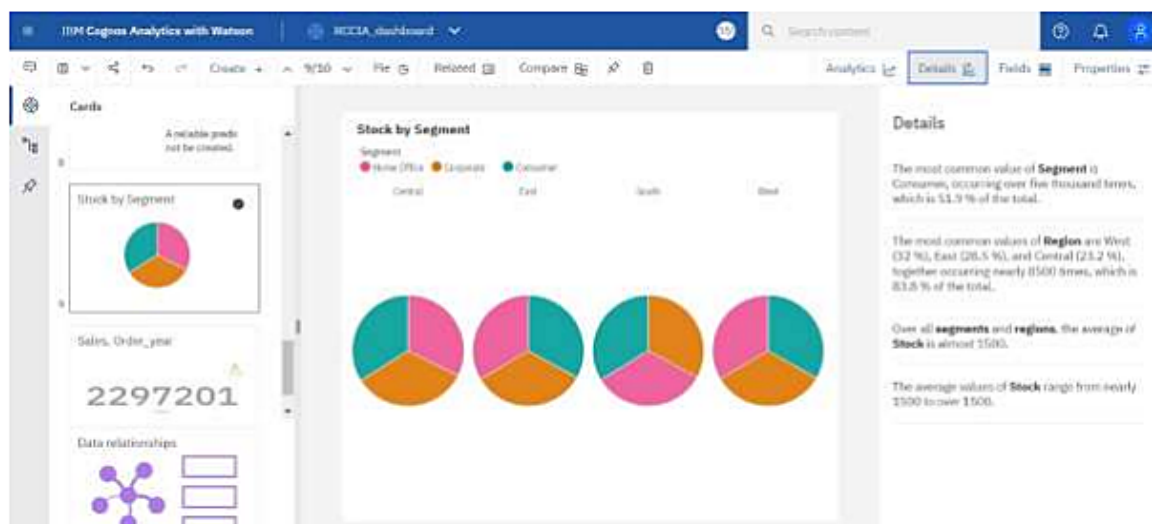 IBM Cognos Analytics with Watson
RCCIA_dashboard
Search content
Create +
9/10
Pie
Related
Compare
Analytics
Details
Fields
Properties
Cards
A reliable predic
not be created.
Stock by Segment
Sales, Order_year
2297201
Data relationships
Stock by Segment
Segment
Home Office
Corporate
Consumer
Central
East
South
West
Details
The most common value of Segment is
Consumer, occurring over five thousand times,
which is 51.9 % of the total.
The most common values of Region are West
(32 %), East (28.5 %), and Central (23.2 %),
together occurring nearly 8500 times, which is
83.8 % of the total.
Over all segments and regions, the average of
Stock is almost 1500.
The average values of Stock range from nearly
1500 to over 1500.